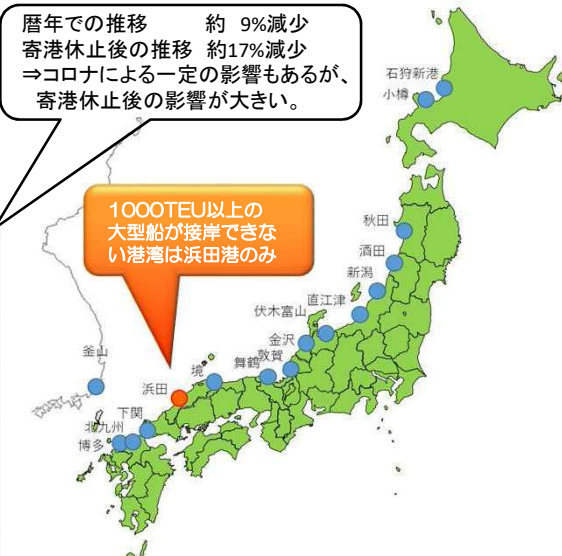 暦年での推移　　　約 9%減少
寄港休止後の推移 約17%減少
⇒コロナによる一定の影響もあるが、
寄港休止後の影響が大きい。
石狩新港
小樽
1000TEU以上の
大型船が接岸できな
い港湾は浜田港のみ
秋田
酒田
新潟
直江津
伏木富山
金沢
敦賀
舞鶴
境
釜山
浜田
下関
北九州
博多